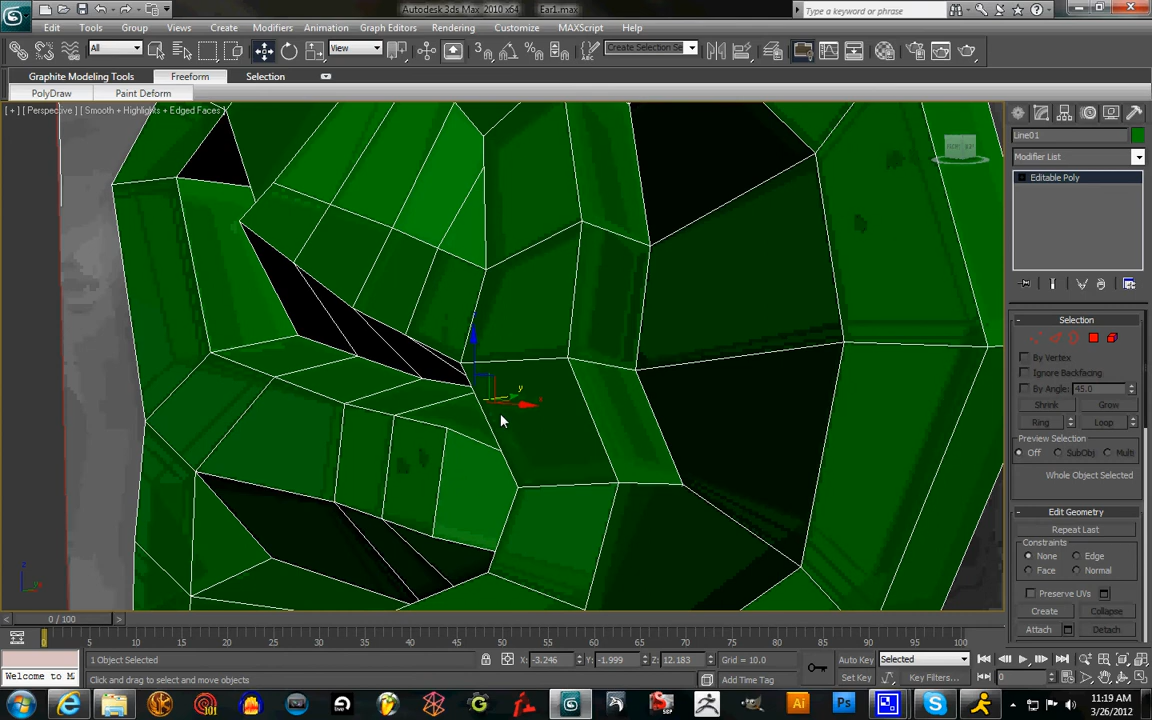 Autodesk 3ds Max 2010 x64
Ear1.max
Type a keyword or phrase
Edit Tools Group Views Create Modifiers Animation Graph Editors Rendering Customize MAXScript Help
All
View
Create Selection Se
Graphite Modeling Tools Freeform Selection
PolyDraw Paint Deform
[ + ] [ Perspective ] [ Smooth + Highlights + Edged Faces ]
Line01
Modifier List
Editable Poly
Selection
By Vertex
Ignore Backfacing
By Angle: 45.0
Shrink Grow
Ring Loop
Preview Selection
Off SubObj Multi
Whole Object Selected
Edit Geometry
Repeat Last
Constraints
None Edge
Face Normal
Preserve UVs
Create Collapse
Attach Detach
x
y
z
0 / 100
0 5 10 15 20 25 30 35 40 45 50 55 60 65 70 75 80 85 90 95 100
1 Object Selected X: -3.246 Y: -1.999 Z: 12.183 Grid = 10.0 Auto Key Selected
Welcome to M Click and drag to select and move objects Add Time Tag Set Key Key Filters... 0
101
live
Ai
Ps
11:19 AM
3/26/2012